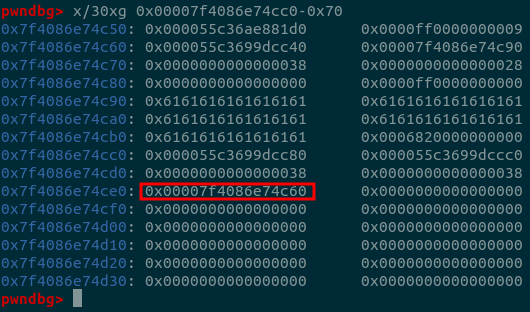 pwndbg> x/30xg 0x00007f4086e74cc0-0x70
0x7f4086e74c50: 0x000055c36ae881d0 0x0000ff0000000009
0x7f4086e74c60: 0x000055c3699dcc40 0x00007f4086e74c90
0x7f4086e74c70: 0x0000000000000038 0x0000000000000028
0x7f4086e74c80: 0x0000000000000000 0x0000ff0000000000
0x7f4086e74c90: 0x6161616161616161 0x6161616161616161
0x7f4086e74ca0: 0x6161616161616161 0x6161616161616161
0x7f4086e74cb0: 0x6161616161616161 0x0006820000000000
0x7f4086e74cc0: 0x000055c3699dcc80 0x000055c3699dccc0
0x7f4086e74cd0: 0x0000000000000038 0x0000000000000038
0x7f4086e74ce0: 0x00007f4086e74c60 0x0000000000000000
0x7f4086e74cf0: 0x0000000000000000 0x0000000000000000
0x7f4086e74d00: 0x0000000000000000 0x0000000000000000
0x7f4086e74d10: 0x0000000000000000 0x0000000000000000
0x7f4086e74d20: 0x0000000000000000 0x0000000000000000
0x7f4086e74d30: 0x0000000000000000 0x0000000000000000
pwndbg>